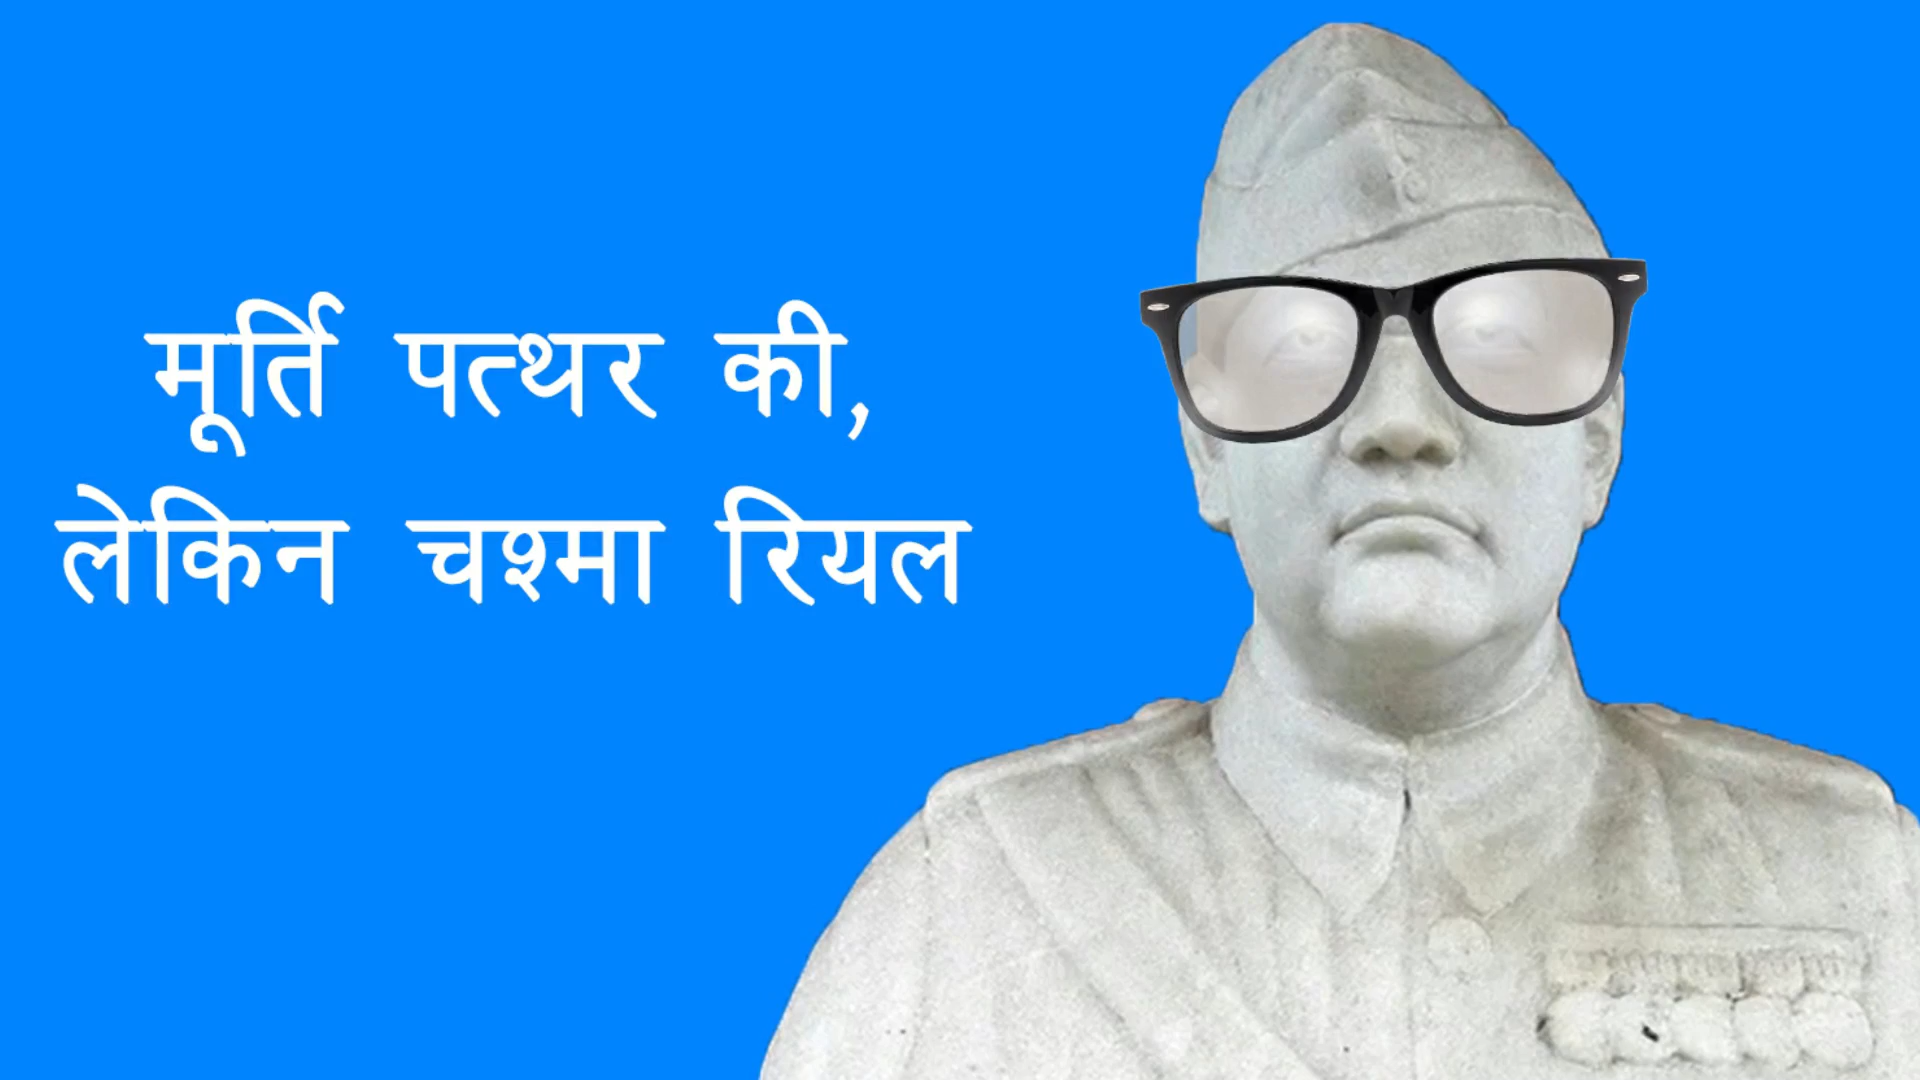 मूर्ति पत्थर की,
लेकिन चश्मा रियल